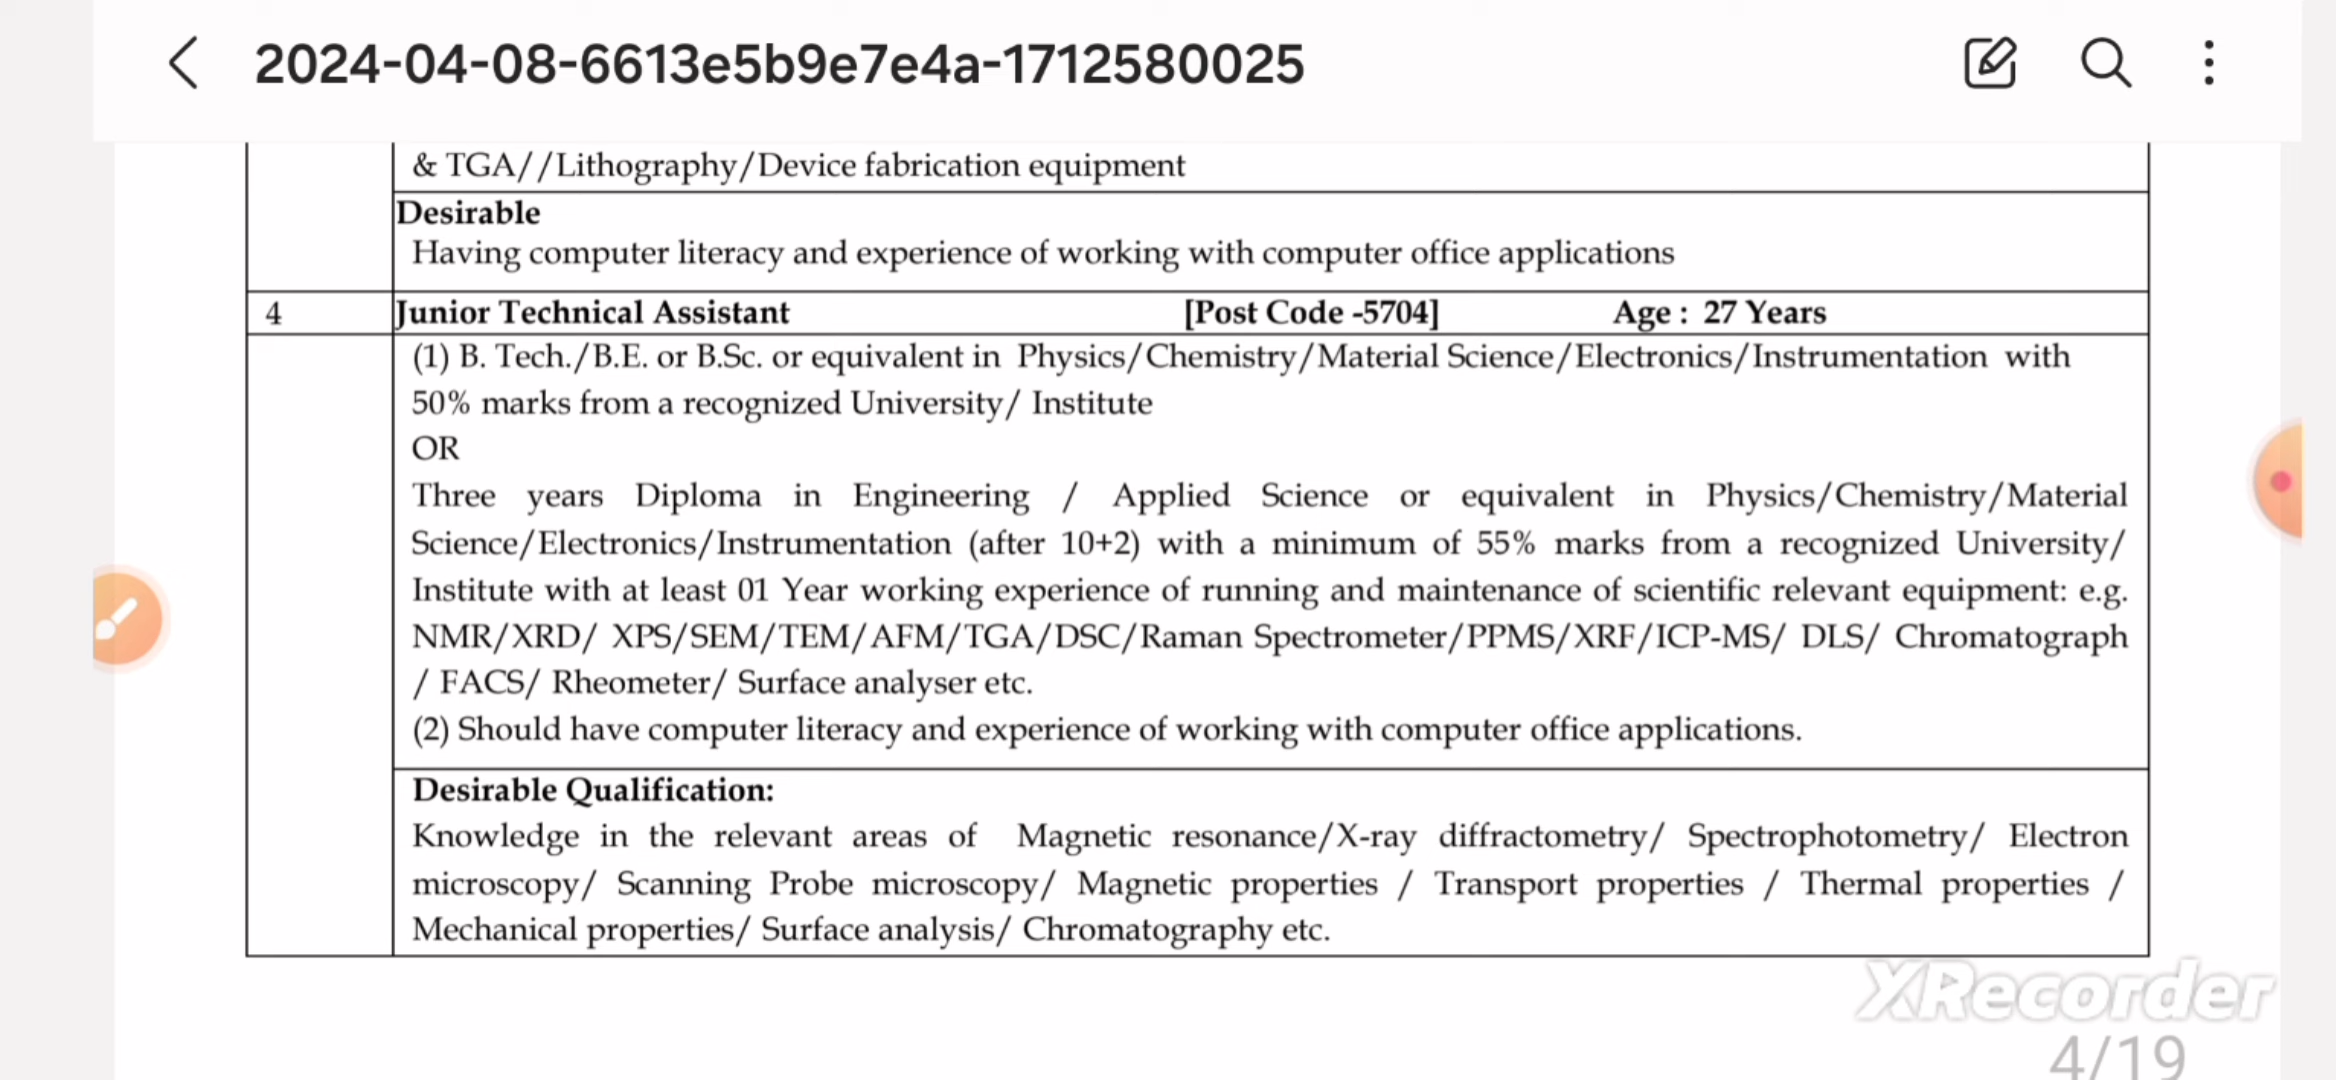 2024-04-08-6613e5b9e7e4a-1712580025
& TGA//Lithography/Device fabrication equipment
Desirable
Having computer literacy and experience of working with computer office applications
4 Junior Technical Assistant [Post Code -5704] Age : 27 Years
(1) B. Tech./B.E. or B.Sc. or equivalent in Physics/Chemistry/Material Science/Electronics/Instrumentation with
50% marks from a recognized University/ Institute
OR
Three years Diploma in Engineering / Applied Science or equivalent in Physics/Chemistry/Material
Science/Electronics/Instrumentation (after 10+2) with a minimum of 55% marks from a recognized University/
Institute with at least 01 Year working experience of running and maintenance of scientific relevant equipment: e.g.
NMR/XRD/ XPS/SEM/TEM/AFM/TGA/DSC/Raman Spectrometer/PPMS/XRF/ICP-MS/ DLS/ Chromatograph
/ FACS/ Rheometer/ Surface analyser etc.
(2) Should have computer literacy and experience of working with computer office applications.
Desirable Qualification:
Knowledge in the relevant areas of Magnetic resonance/X-ray diffractometry/ Spectrophotometry/ Electron
microscopy/ Scanning Probe microscopy/ Magnetic properties / Transport properties / Thermal properties /
Mechanical properties/ Surface analysis/ Chromatography etc.
XRecorder
4/19